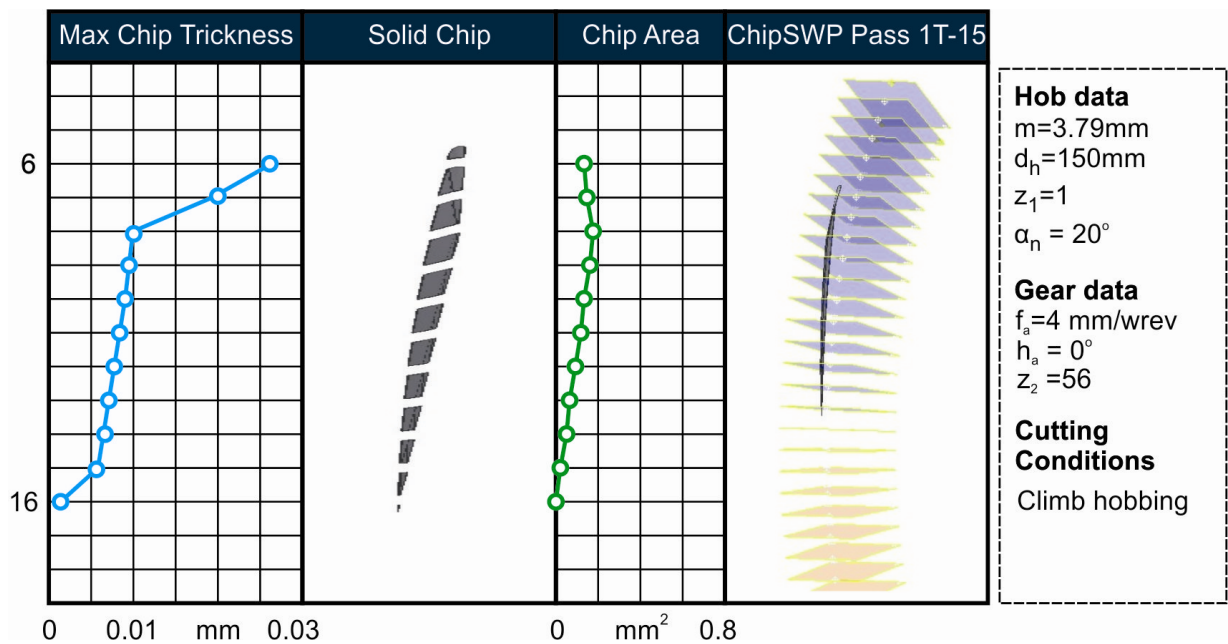 Max Chip Trickness
Solid Chip
Chip Area
ChipSWP Pass 1T-15
6
16
0
0.01
mm
0.03
0
mm²
0.8
Hob data
m=3.79mm
dₕ=150mm
z₁=1
αₙ = 20°
Gear data
fₐ=4 mm/wrev
hₐ = 0°
z₂ =56
Cutting
Conditions
Climb hobbing